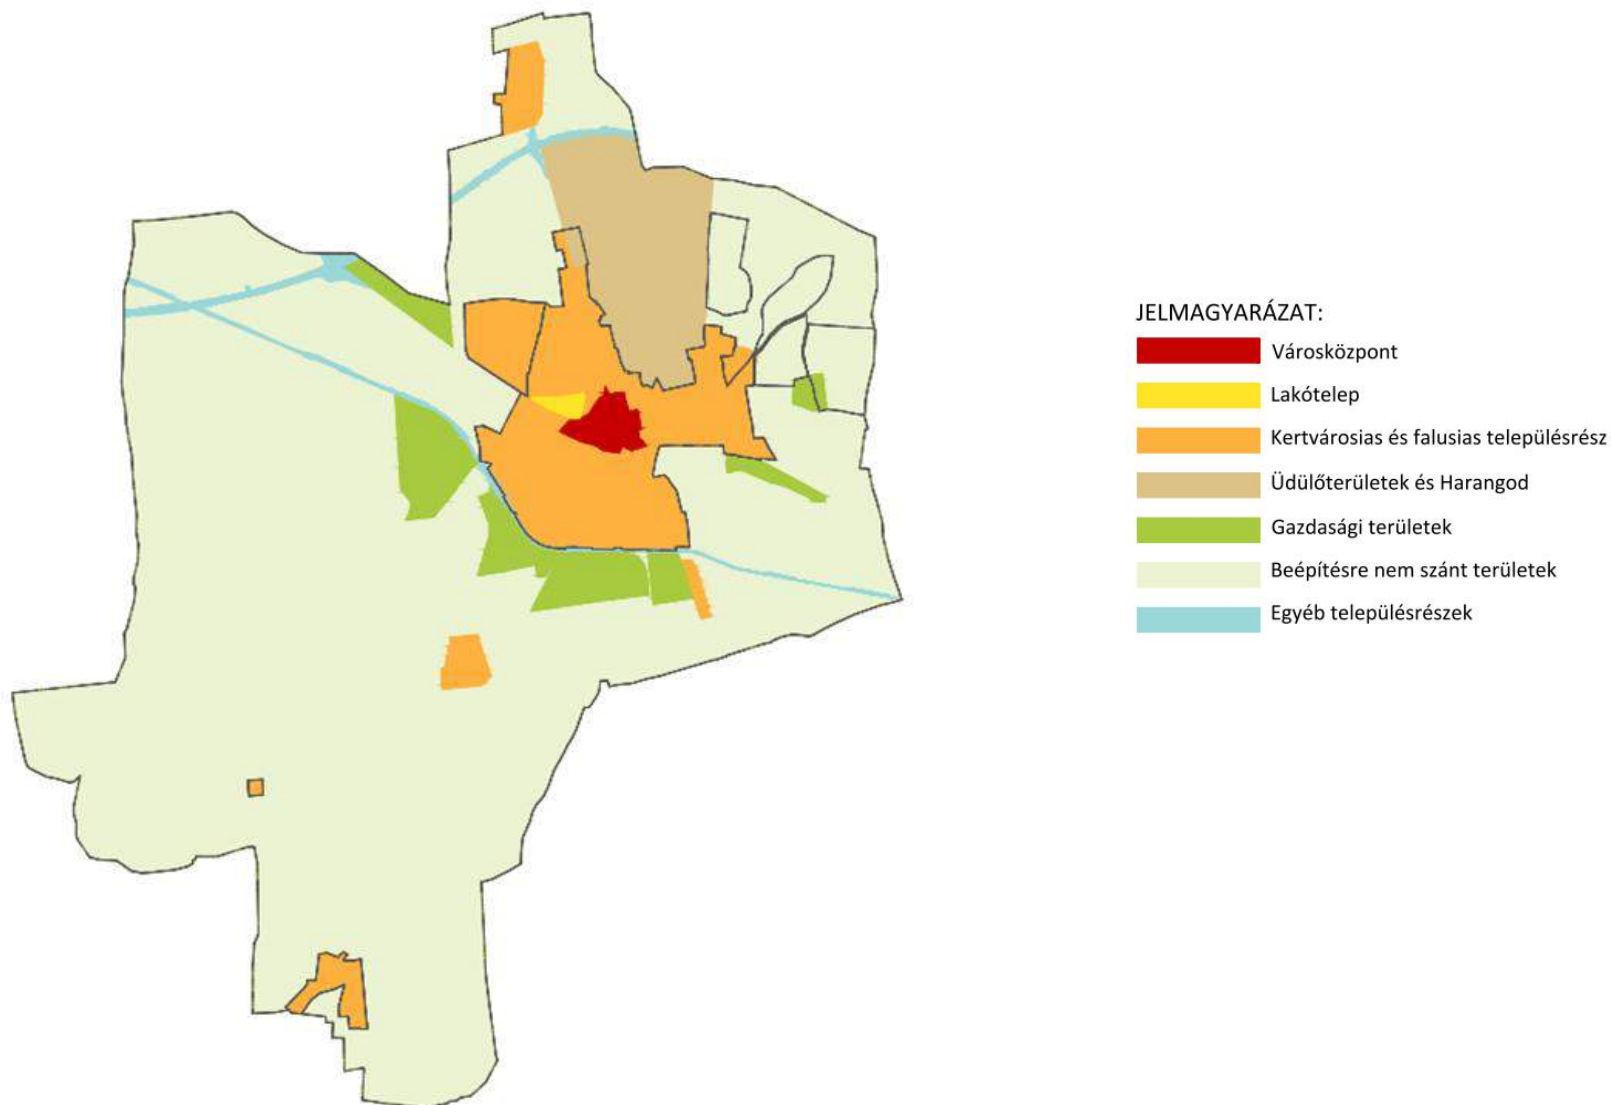 JELMAGYARÁZAT:
Városközpont
Lakótelep
Kertvárosias és falusias településrész
Üdülőterületek és Harangod
Gazdasági területek
Beépítésre nem szánt területek
Egyéb településrészek